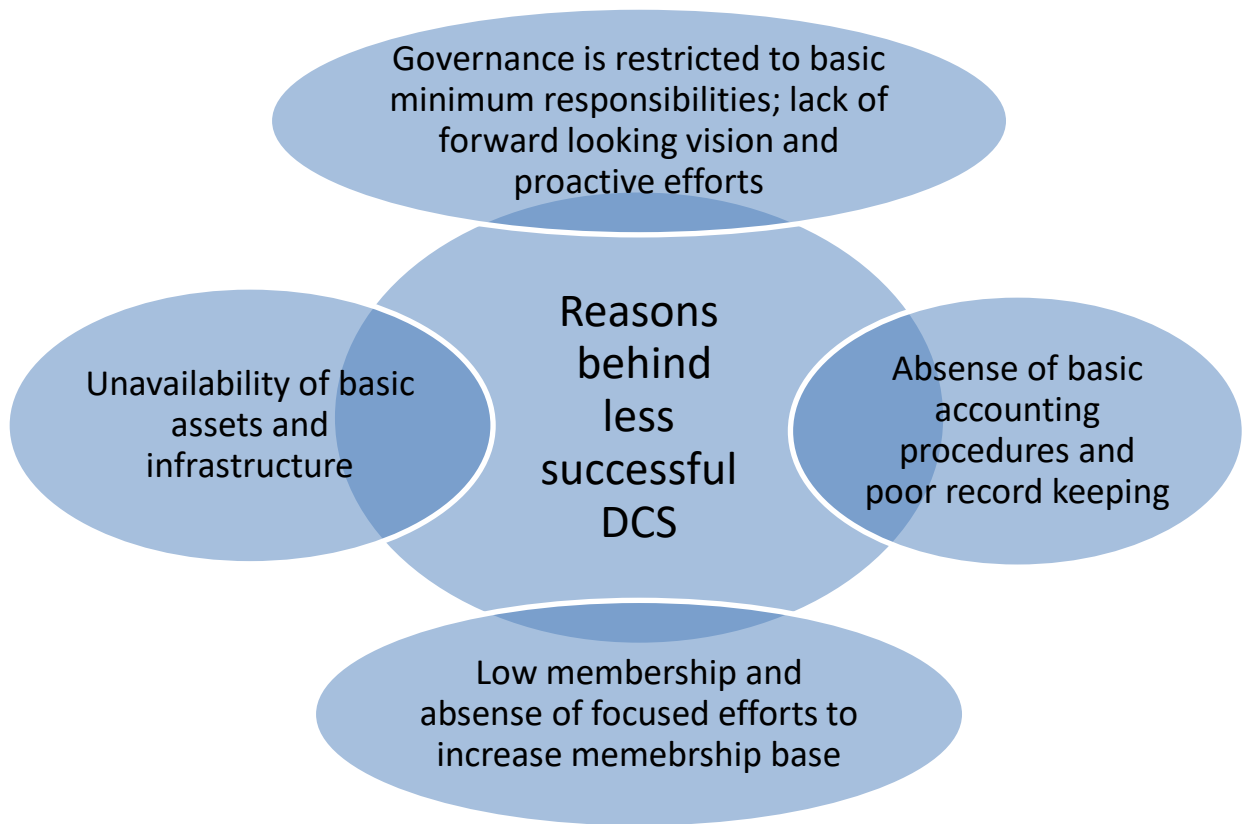 Governance is restricted to basic
minimum responsibilities; lack of
forward looking vision and
proactive efforts
Reasons
behind
less
successful
DCS
Unavailability of basic
assets and
infrastructure
Absense of basic
accounting
procedures and
poor record keeping
Low membership and
absense of focused efforts to
increase memebrship base